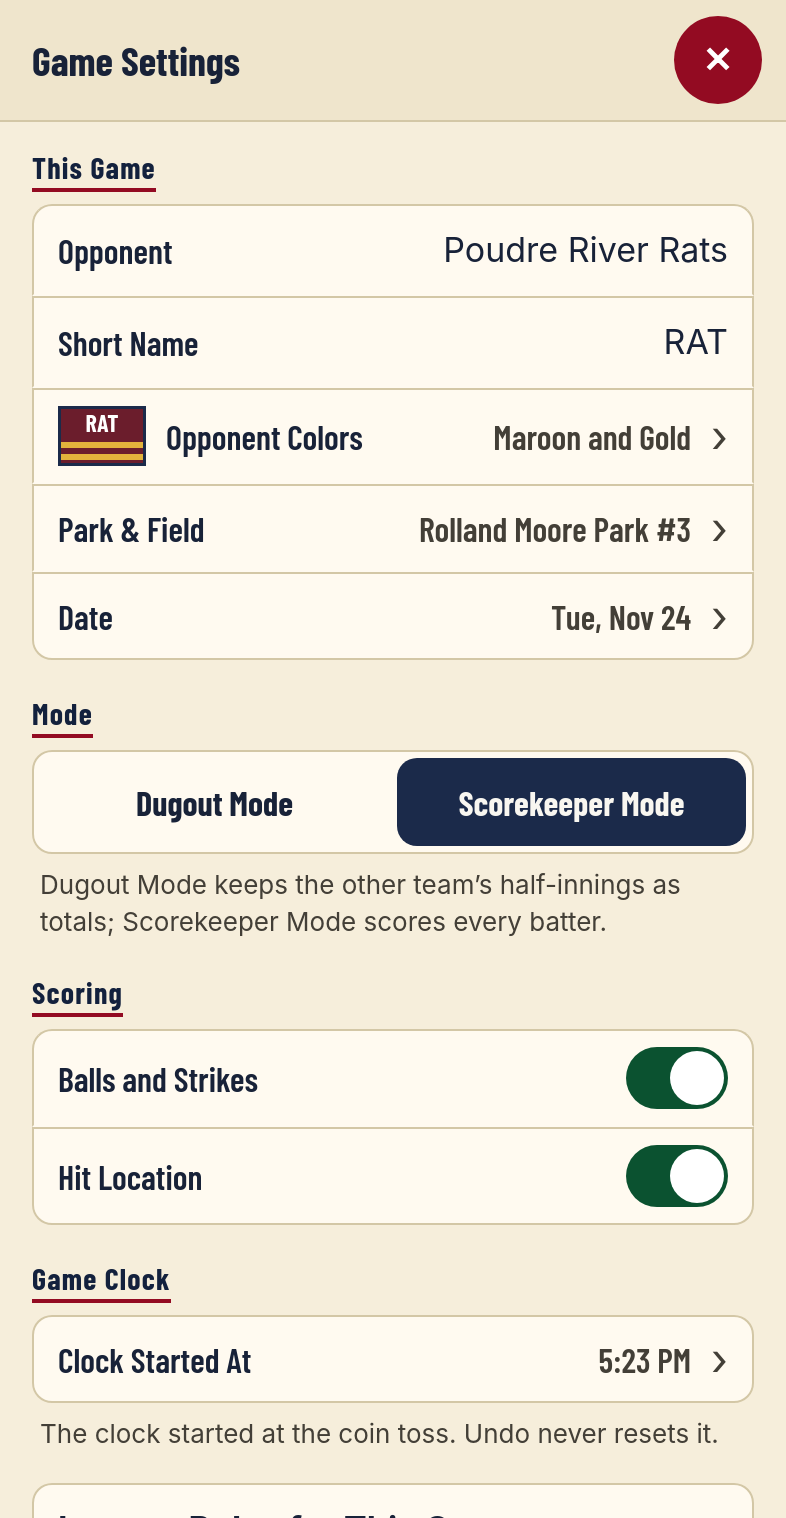 Game Settings
This Game
Opponent
Poudre River Rats
Short Name
RAT
RAT
Opponent Colors
Maroon and Gold
Park & Field
Rolland Moore Park #3
Date
Tue, Nov 24
Mode
Dugout Mode
Scorekeeper Mode
Dugout Mode keeps the other team’s half-innings as
totals; Scorekeeper Mode scores every batter.
Scoring
Balls and Strikes
Hit Location
Game Clock
Clock Started At
5:23 PM
The clock started at the coin toss. Undo never resets it.